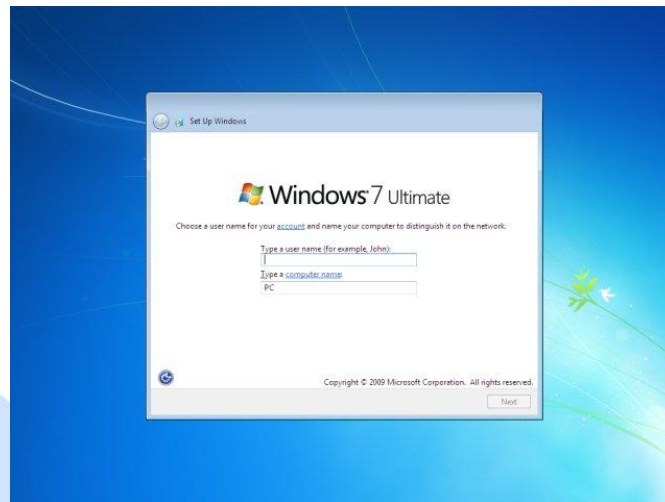 Set Up Windows
Windows 7 Ultimate
Choose a user name for your account and name your computer to distinguish it on the network.
Type a user name (for example, John):
Type a computer name:
PC
Copyright © 2009 Microsoft Corporation. All rights reserved.
Next